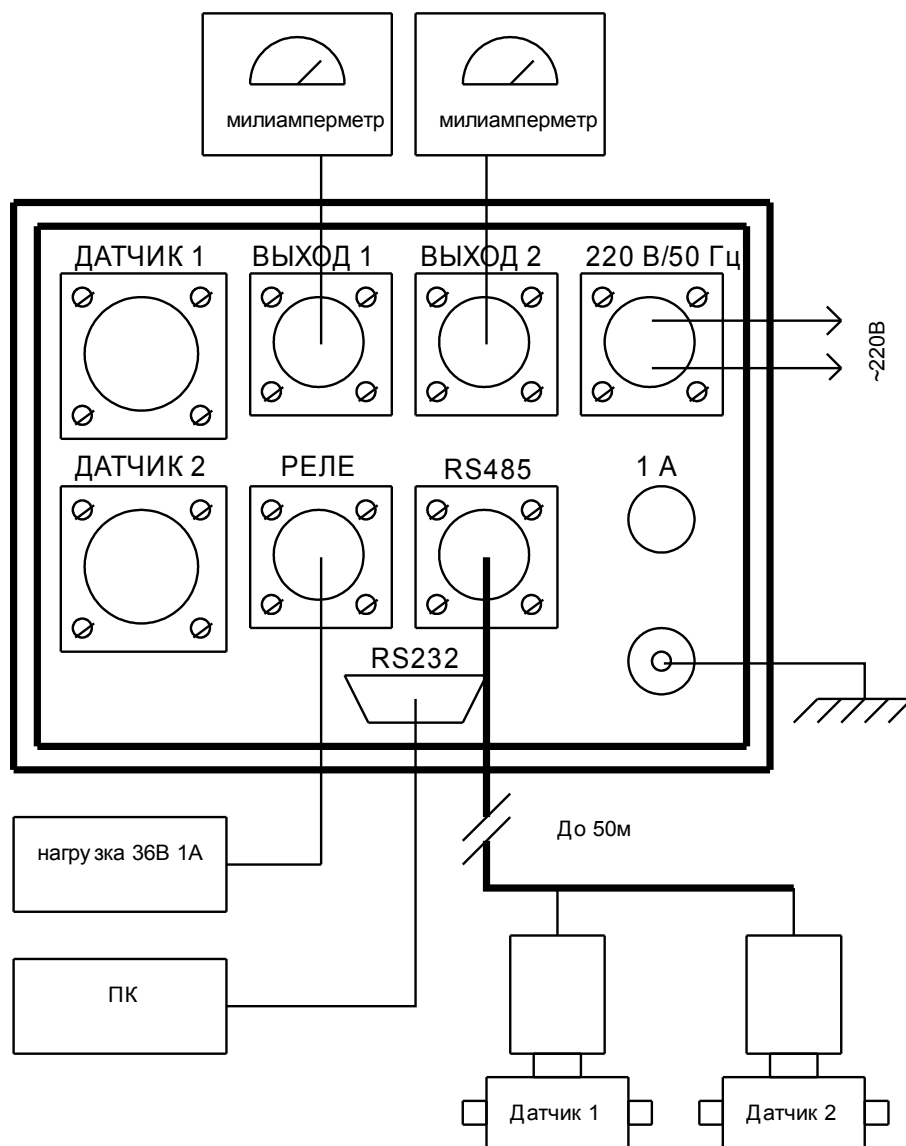 милиамперметр
милиамперметр
ДАТЧИК 1
ВЫХОД 1
ВЫХОД 2
220 В/50 Гц
~220В
ДАТЧИК 2
РЕЛЕ
RS485
1 А
RS232
До 50м
нагрузка 36В 1А
ПК
Датчик 1
Датчик 2